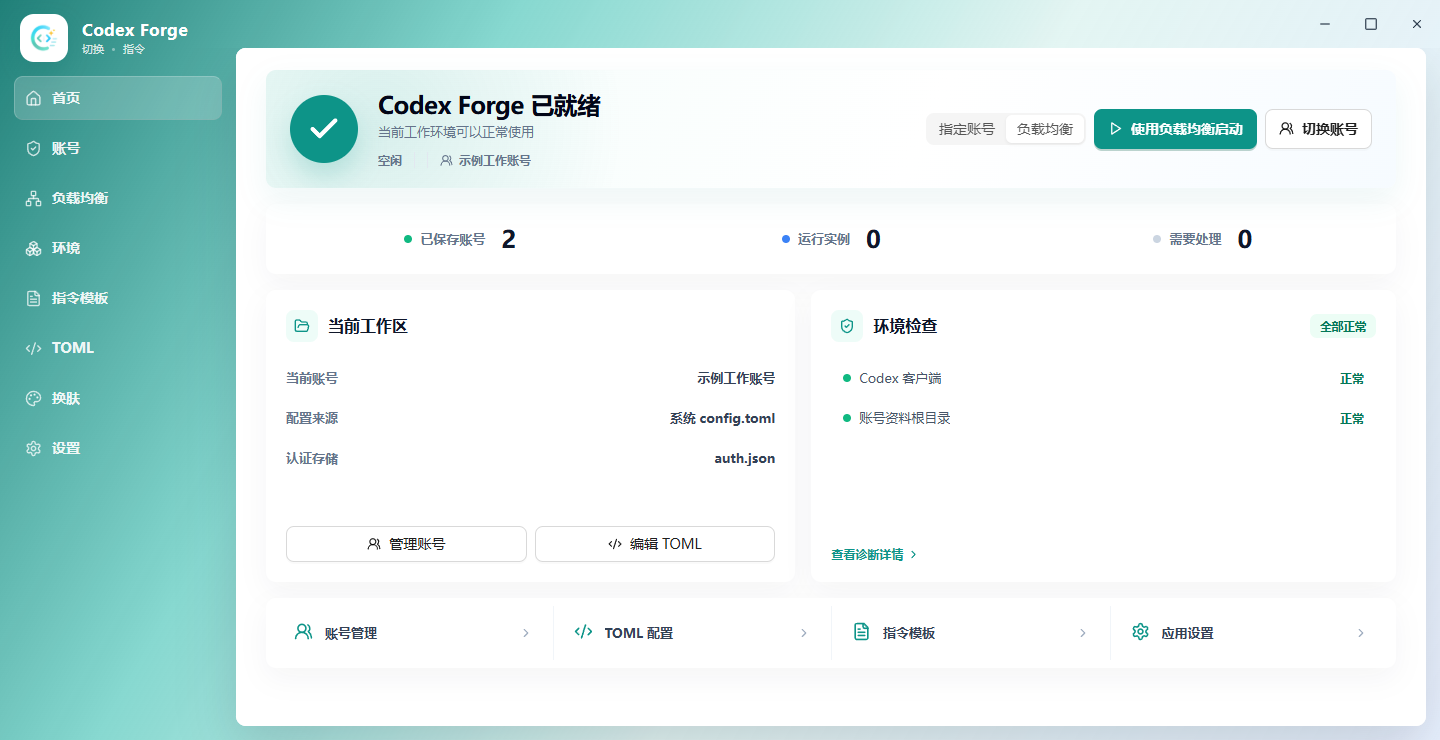 Codex Forge
切换 • 指令
首页
账号
负载均衡
环境
指令模板
TOML
换肤
设置
Codex Forge 已就绪
当前工作环境可以正常使用
空闲 示例工作账号
指定账号 负载均衡 使用负载均衡启动 切换账号
已保存账号 2 运行实例 0 需要处理 0
当前工作区
当前账号 示例工作账号
配置来源 系统 config.toml
认证存储 auth.json
管理账号 编辑 TOML
环境检查 全部正常
Codex 客户端 正常
账号资料根目录 正常
查看诊断详情
账号管理 TOML 配置 指令模板 应用设置